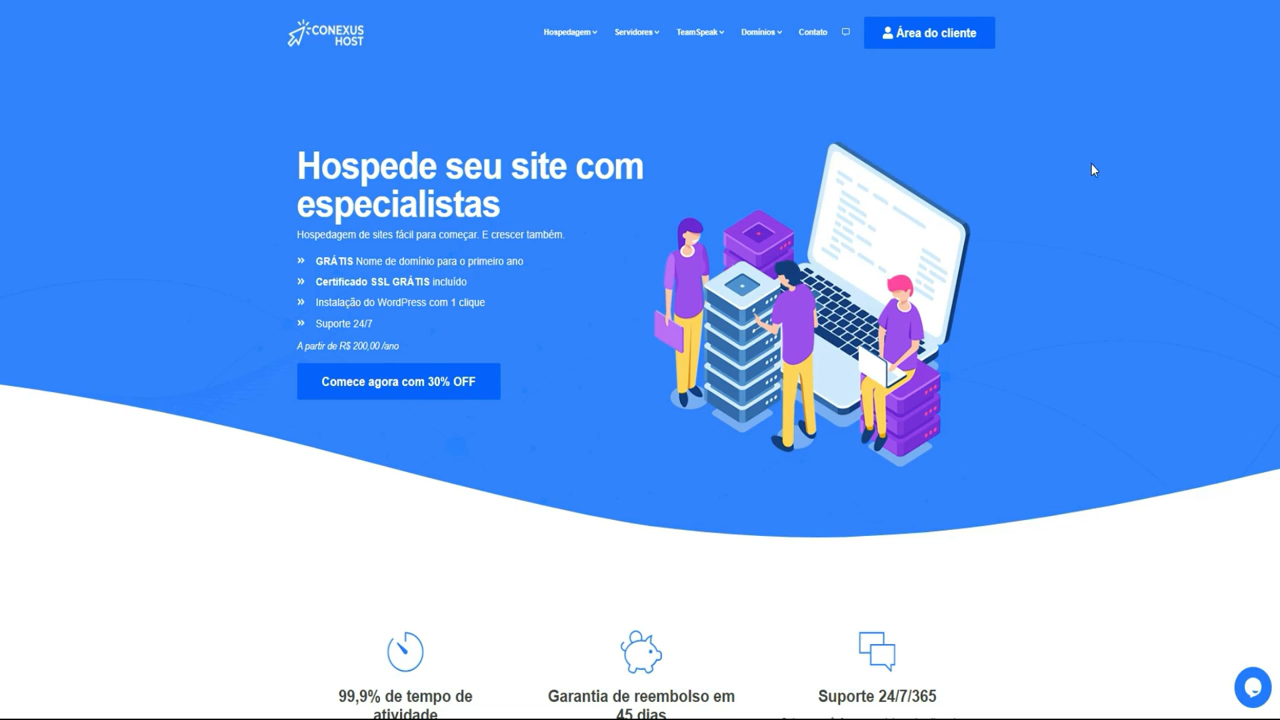 CONEXUS
HOST
Hospedagem
Servidores
TeamSpeak
Domínios
Contato
Área do cliente
Hospede seu site com
especialistas
Hospedagem de sites fácil para começar. E crescer também.
GRÁTIS Nome de domínio para o primeiro ano
Certificado SSL GRÁTIS incluído
Instalação do WordPress com 1 clique
Suporte 24/7
A partir de R$ 200,00 /ano
Comece agora com 30% OFF
99,9% de tempo de
atividade
Garantia de reembolso em
45 dias
Suporte 24/7/365